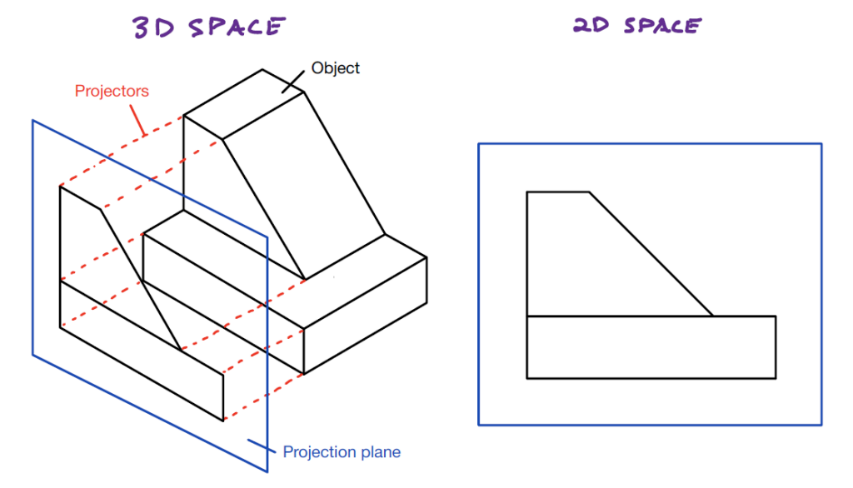 3D SPACE
2D SPACE
Object
Projectors
Projection plane